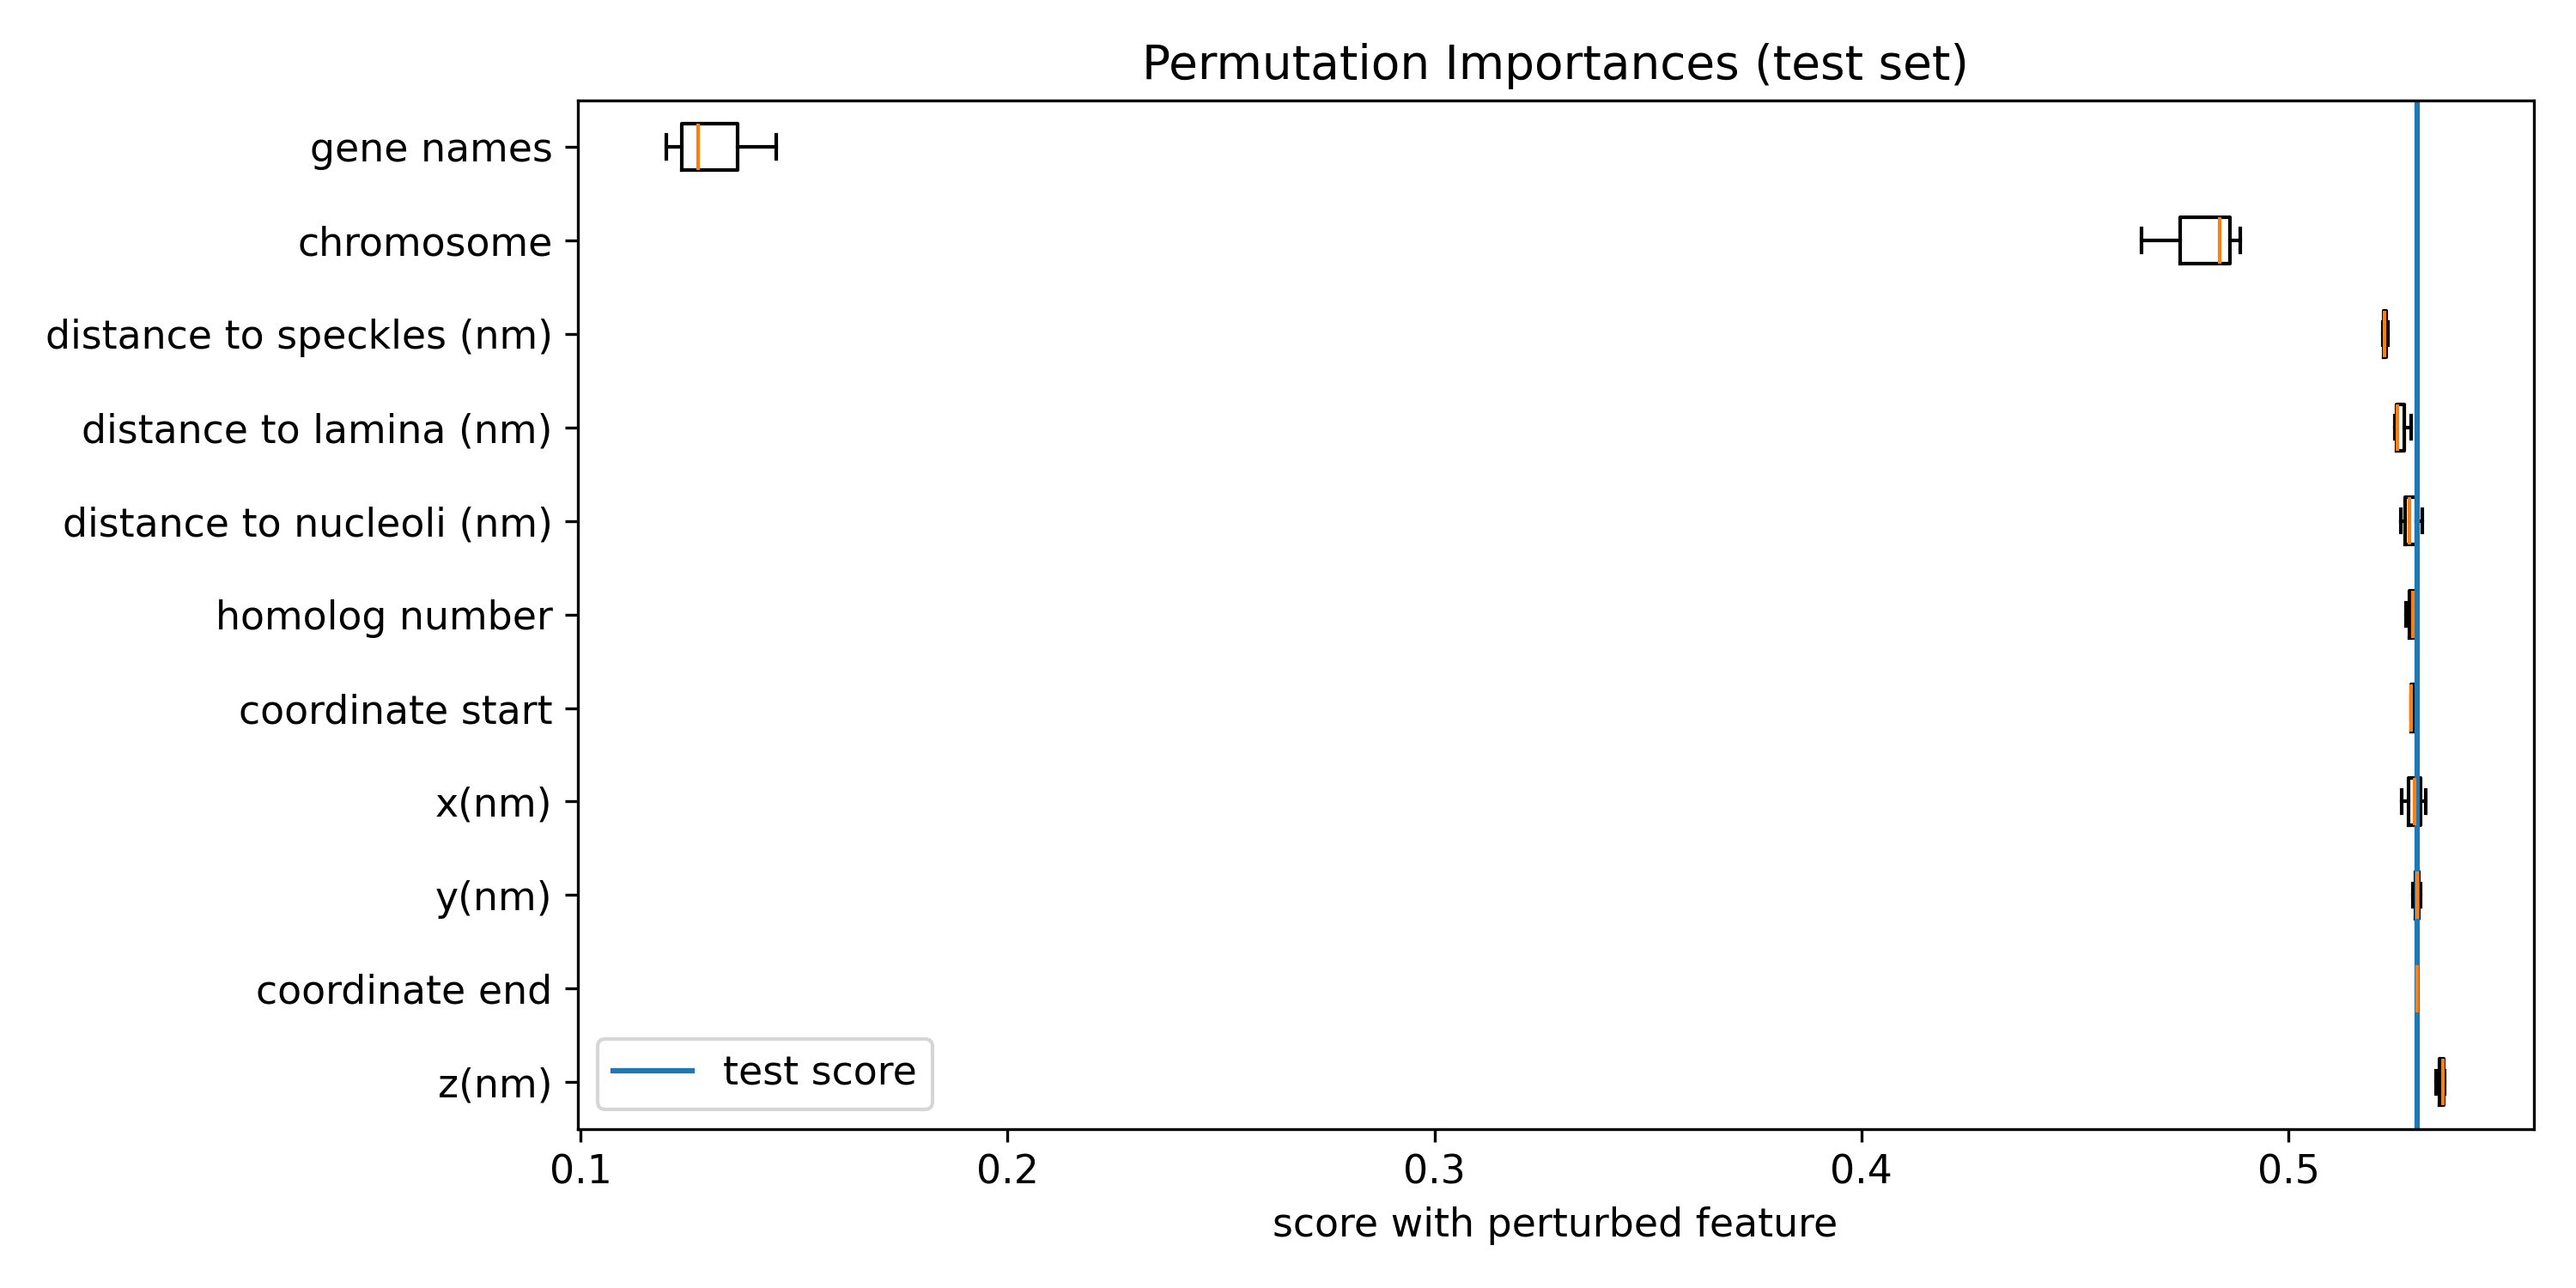 Permutation Importances (test set)
gene names
chromosome
distance to speckles (nm)
distance to lamina (nm)
distance to nucleoli (nm)
homolog number
coordinate start
x(nm)
y(nm)
coordinate end
z(nm)
test score
0.1 0.2 0.3 0.4 0.5
score with perturbed feature